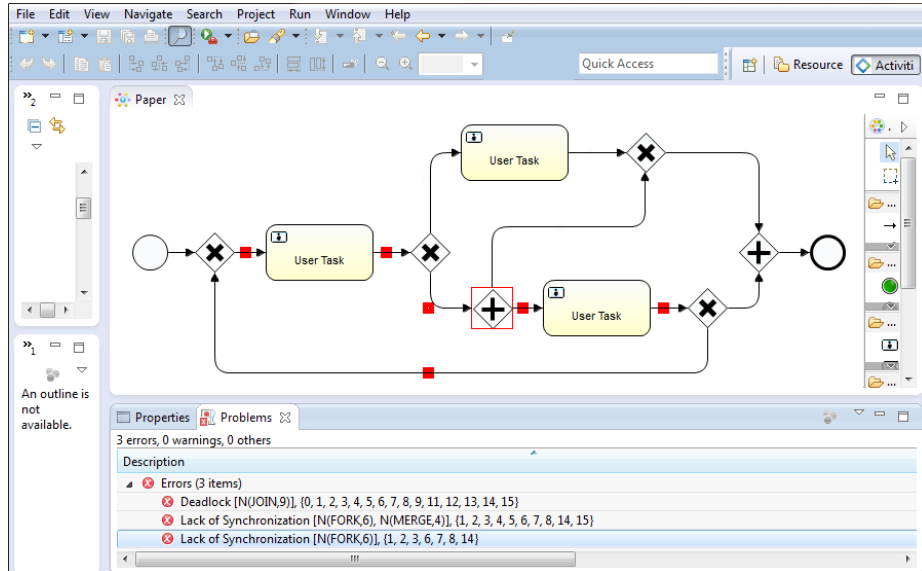 File Edit View Navigate Search Project Run Window Help
Quick Access
Resource
Activiti
»2
Paper
User Task
User Task
User Task
...
...
...
...
»1
An outline is
not
available.
Properties
Problems
3 errors, 0 warnings, 0 others
Description
Errors (3 items)
Deadlock [N(JOIN,9)], {0, 1, 2, 3, 4, 5, 6, 7, 8, 9, 11, 12, 13, 14, 15}
Lack of Synchronization [N(FORK,6), N(MERGE,4)], {1, 2, 3, 4, 5, 6, 7, 8, 14, 15}
Lack of Synchronization [N(FORK,6)], {1, 2, 3, 6, 7, 8, 14}